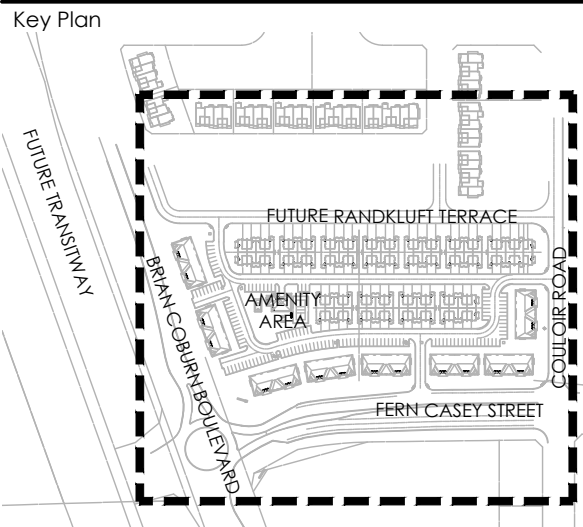 Key Plan
FUTURE TRANSITWAY
FUTURE RANDKLUFT TERRACE
BRIAN COBURN BOULEVARD
AMENITY
AREA
COULOIR ROAD
FERN CASEY STREET